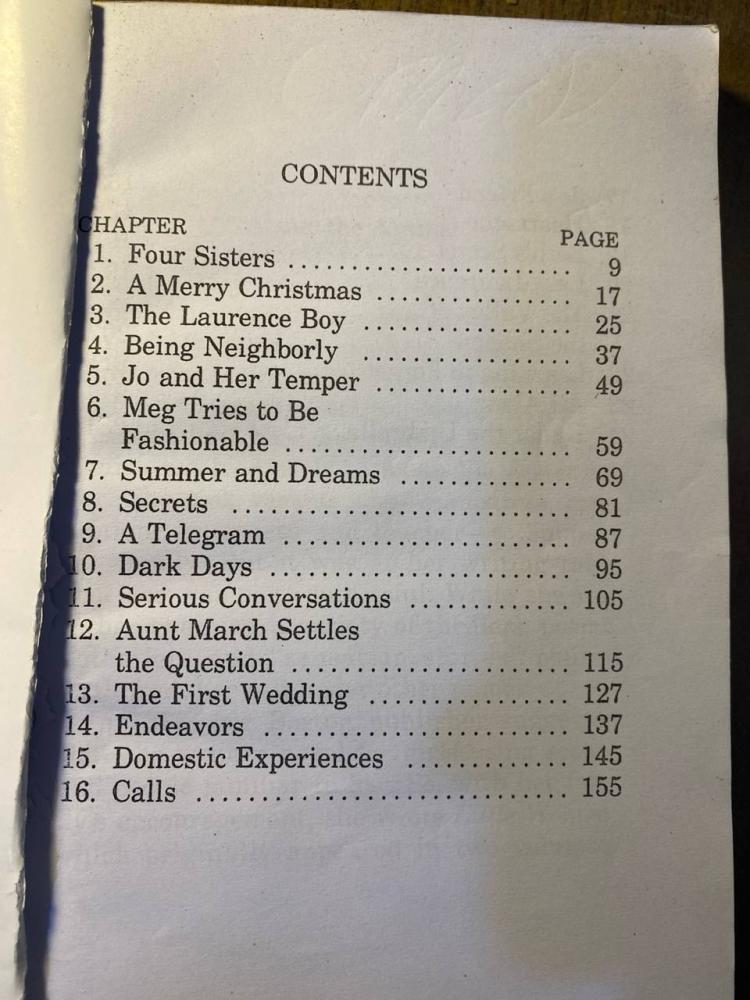 CONTENTS
CHAPTER
PAGE
1. Four Sisters ........................ 9
2. A Merry Christmas ................. 17
3. The Laurence Boy .................. 25
4. Being Neighborly .................. 37
5. Jo and Her Temper ................. 49
6. Meg Tries to Be
Fashionable ........................ 59
7. Summer and Dreams ............... 69
8. Secrets ............................. 81
9. A Telegram ......................... 87
10. Dark Days .......................... 95
11. Serious Conversations ............. 105
12. Aunt March Settles
the Question ........................ 115
13. The First Wedding ................. 127
14. Endeavors .......................... 137
15. Domestic Experiences ............. 145
16. Calls ................................ 155